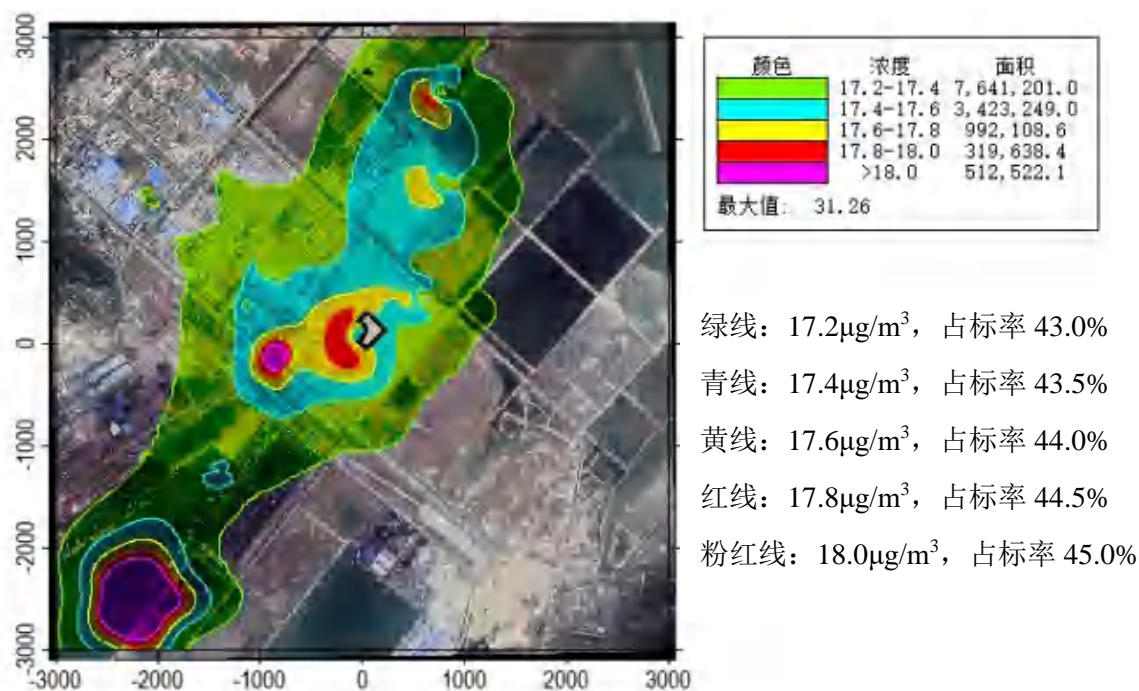 3000
2000
1000
0
-1000
-2000
-3000
-3000 -2000 -1000 0 1000 2000 3000
颜色 浓度 面积
17.2-17.4 7,641,201.0
17.4-17.6 3,423,249.0
17.6-17.8 992,108.6
17.8-18.0 319,638.4
>18.0 512,522.1
最大值: 31.26
绿线：17.2μg/m³，占标率 43.0%
青线：17.4μg/m³，占标率 43.5%
黄线：17.6μg/m³，占标率 44.0%
红线：17.8μg/m³，占标率 44.5%
粉红线：18.0μg/m³，占标率 45.0%